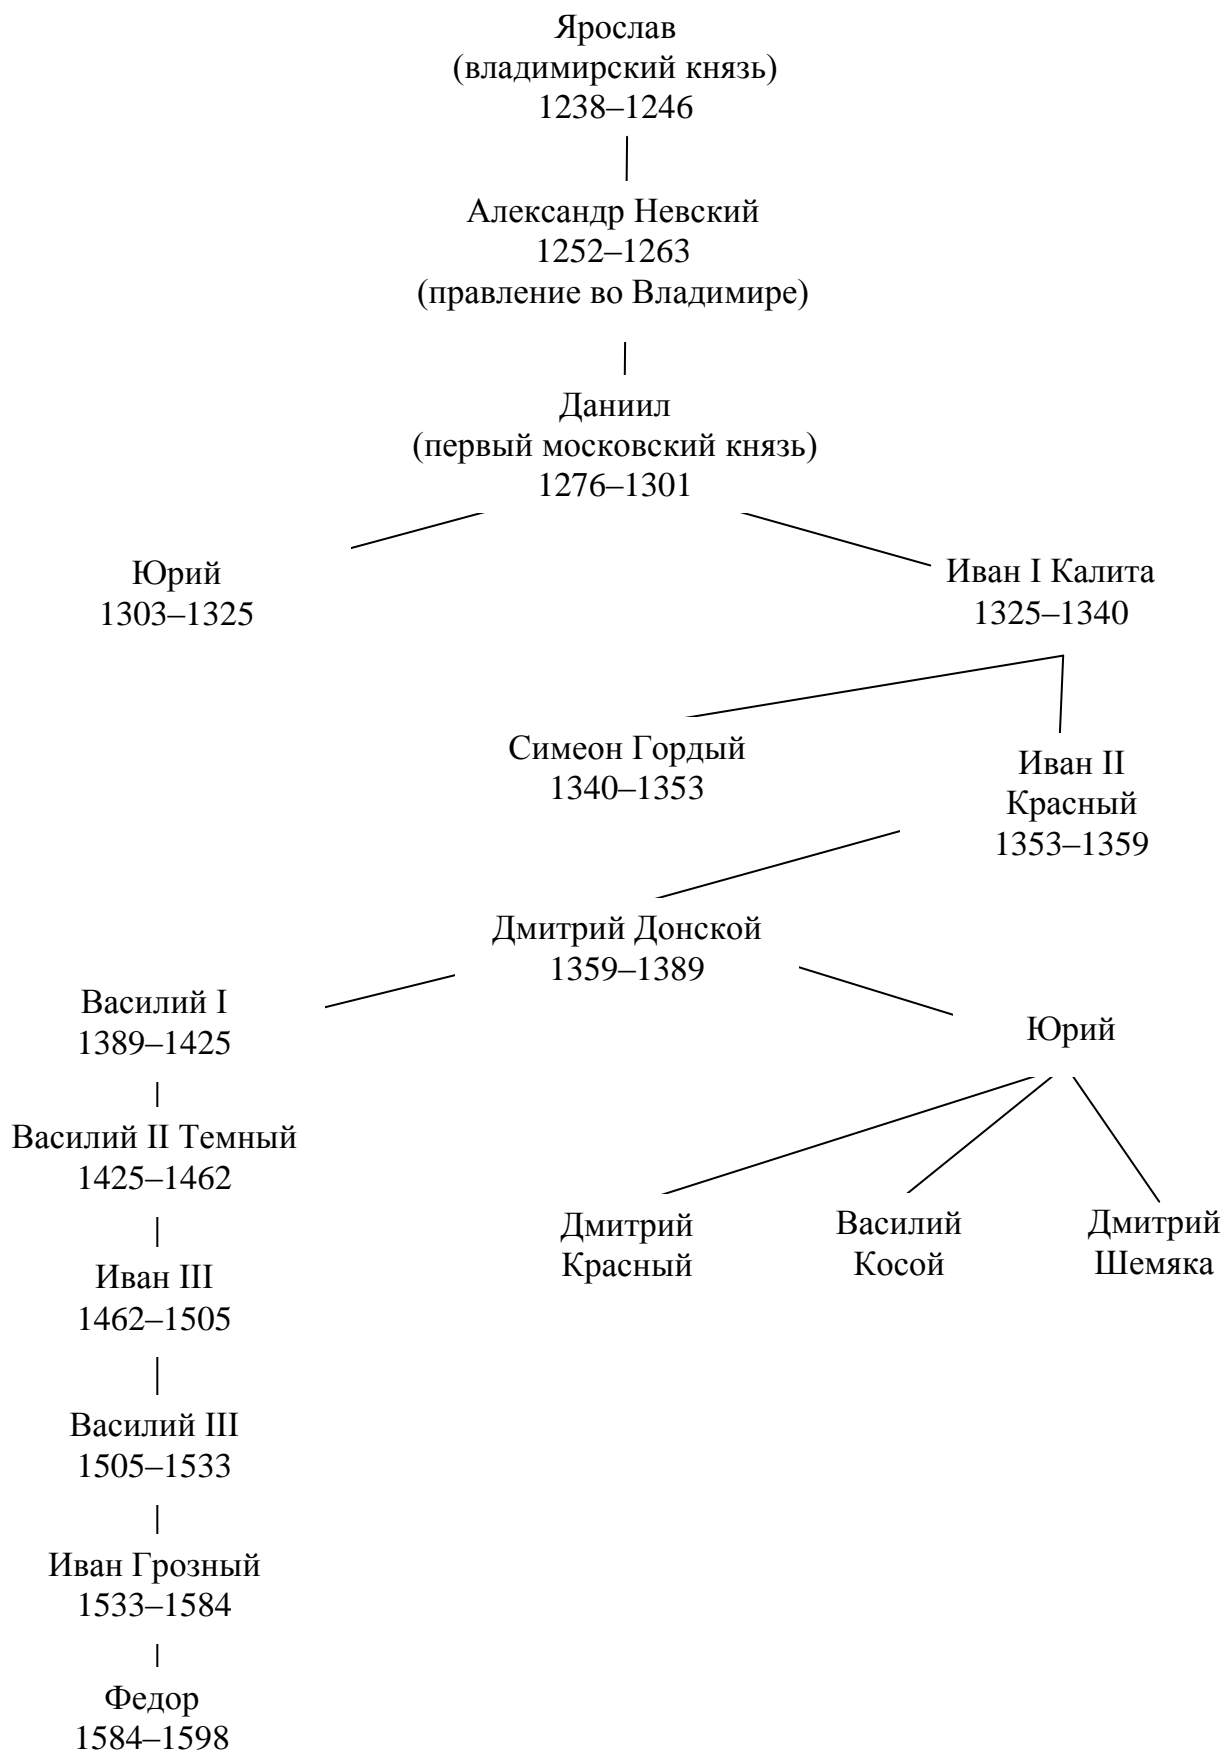 Ярослав
(владимирский князь)
1238–1246
Александр Невский
1252–1263
(правление во Владимире)
Даниил
(первый московский князь)
1276–1301
Юрий
1303–1325
Иван I Калита
1325–1340
Симеон Гордый
1340–1353
Иван II
Красный
1353–1359
Дмитрий Донской
1359–1389
Василий I
1389–1425
Юрий
Василий II Темный
1425–1462
Дмитрий
Красный
Василий
Косой
Дмитрий
Шемяка
Иван III
1462–1505
Василий III
1505–1533
Иван Грозный
1533–1584
Федор
1584–1598